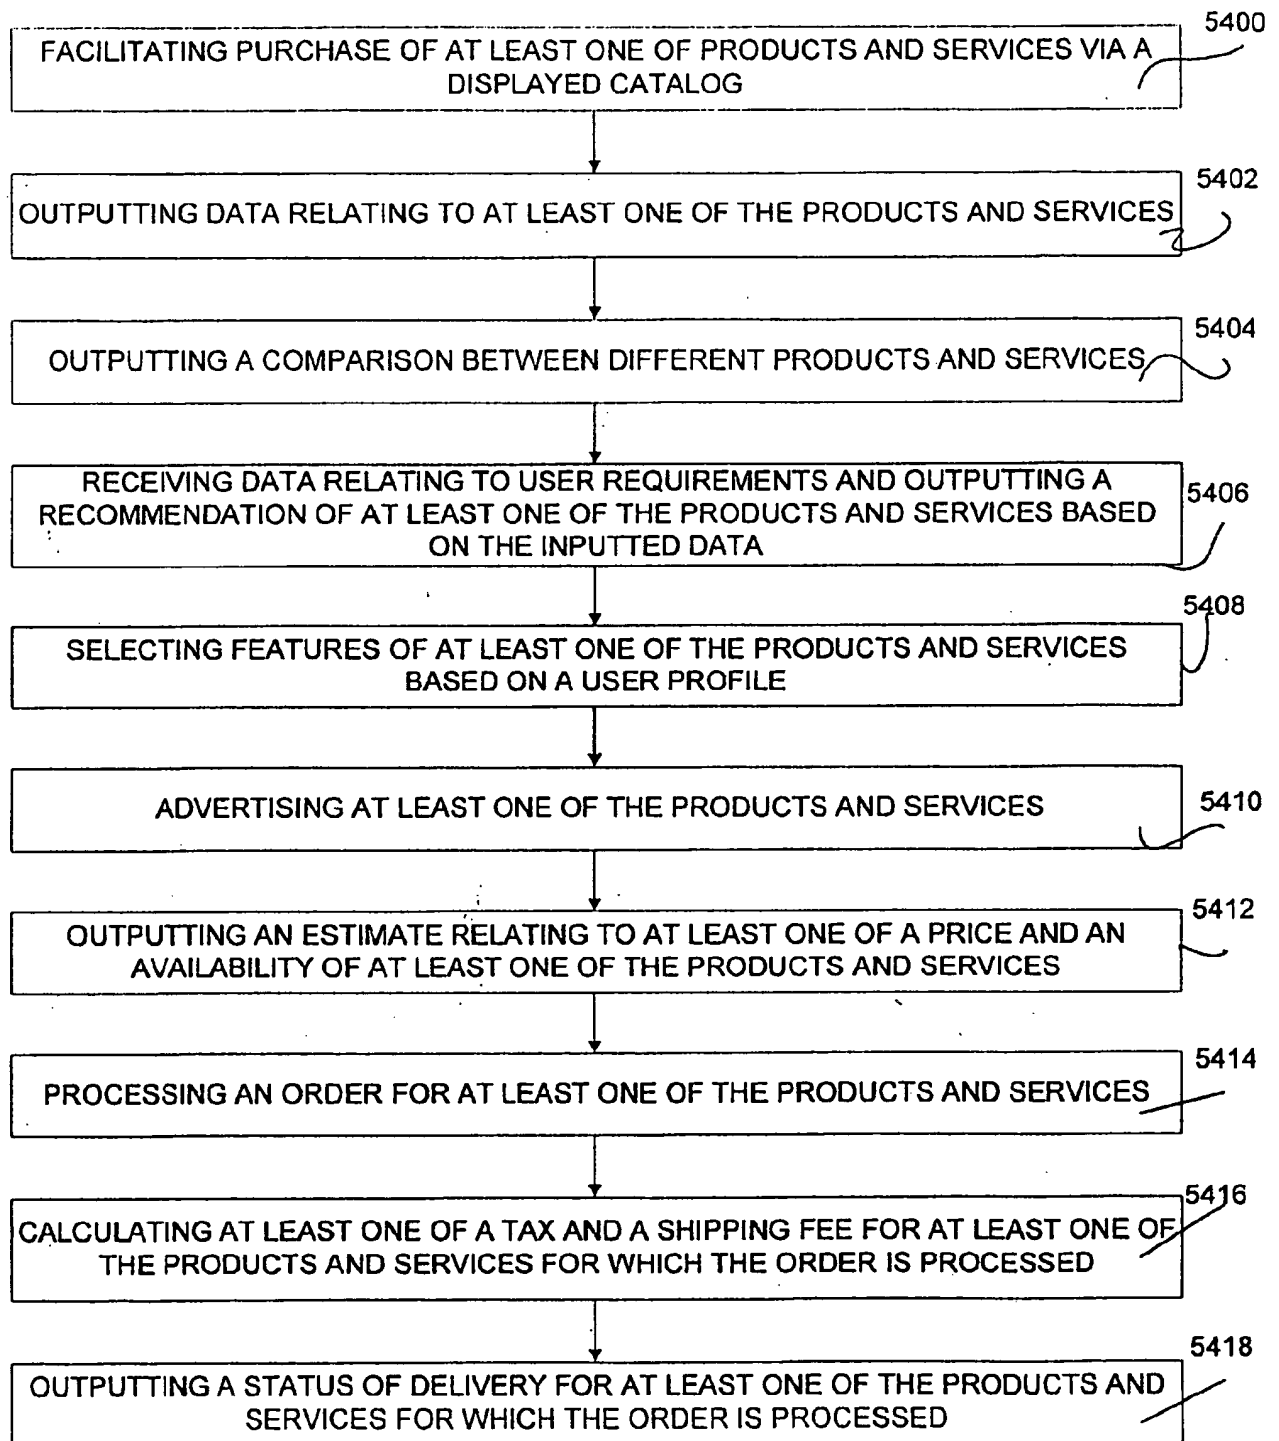 5400
FACILITATING PURCHASE OF AT LEAST ONE OF PRODUCTS AND SERVICES VIA A
DISPLAYED CATALOG
5402
OUTPUTTING DATA RELATING TO AT LEAST ONE OF THE PRODUCTS AND SERVICES
5404
OUTPUTTING A COMPARISON BETWEEN DIFFERENT PRODUCTS AND SERVICES
RECEIVING DATA RELATING TO USER REQUIREMENTS AND OUTPUTTING A
5406
RECOMMENDATION OF AT LEAST ONE OF THE PRODUCTS AND SERVICES BASED
ON THE INPUTTED DATA
5408
SELECTING FEATURES OF AT LEAST ONE OF THE PRODUCTS AND SERVICES
BASED ON A USER PROFILE
5410
ADVERTISING AT LEAST ONE OF THE PRODUCTS AND SERVICES
5412
OUTPUTTING AN ESTIMATE RELATING TO AT LEAST ONE OF A PRICE AND AN
AVAILABILITY OF AT LEAST ONE OF THE PRODUCTS AND SERVICES
5414
PROCESSING AN ORDER FOR AT LEAST ONE OF THE PRODUCTS AND SERVICES
5416
CALCULATING AT LEAST ONE OF A TAX AND A SHIPPING FEE FOR AT LEAST ONE OF
THE PRODUCTS AND SERVICES FOR WHICH THE ORDER IS PROCESSED
5418
OUTPUTTING A STATUS OF DELIVERY FOR AT LEAST ONE OF THE PRODUCTS AND
SERVICES FOR WHICH THE ORDER IS PROCESSED